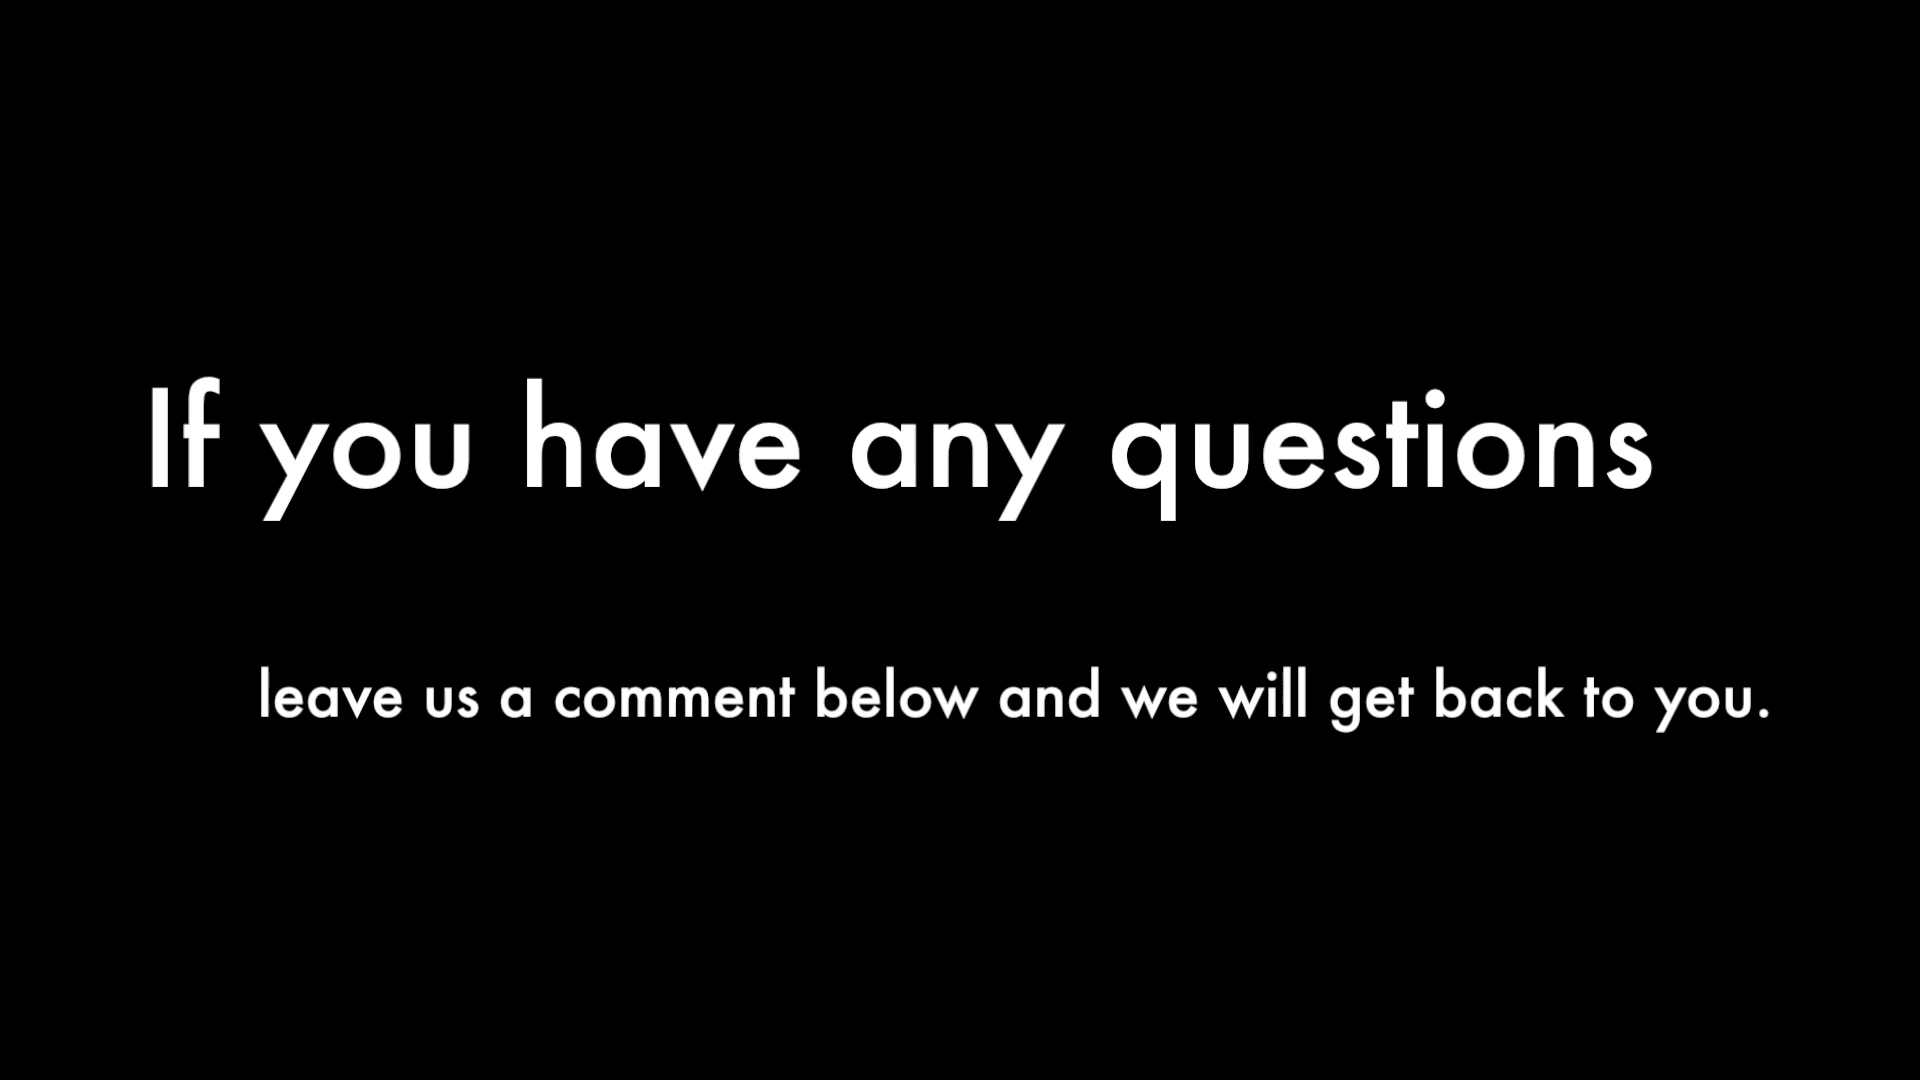 If you have any questions
leave us a comment below and we will get back to you.